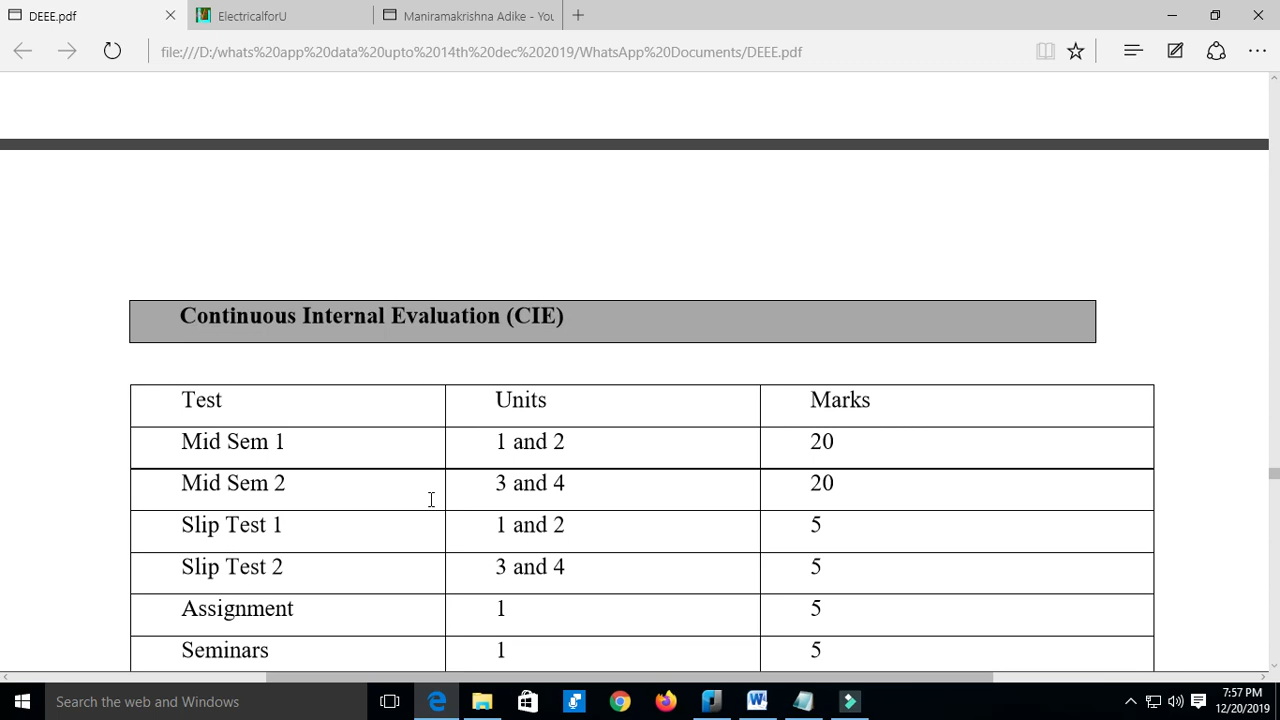 DEEE.pdf
ElectricalforU
Maniramakrishna Adike - You
file:///D:/whats%20app%20data%20upto%2014th%20dec%202019/WhatsApp%20Documents/DEEE.pdf
Continuous Internal Evaluation (CIE)
Test Units Marks
Mid Sem 1 1 and 2 20
Mid Sem 2 3 and 4 20
Slip Test 1 1 and 2 5
Slip Test 2 3 and 4 5
Assignment 1 5
Seminars 1 5
Search the web and Windows
7:57 PM
12/20/2019